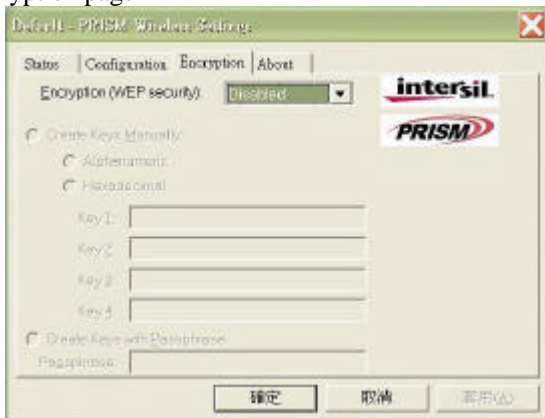 yption page
Default - PRISM Wireless Settings
Status Configuration Encryption About
Encryption (WEP security): Disabled
intersil
PRISM
Create Keys Manually
Alphanumeric
Hexadecimal
Key 1:
Key 2:
Key 3:
Key 4:
Create Keys with Passphrase
Passphrase:
確定 取消 套用(A)